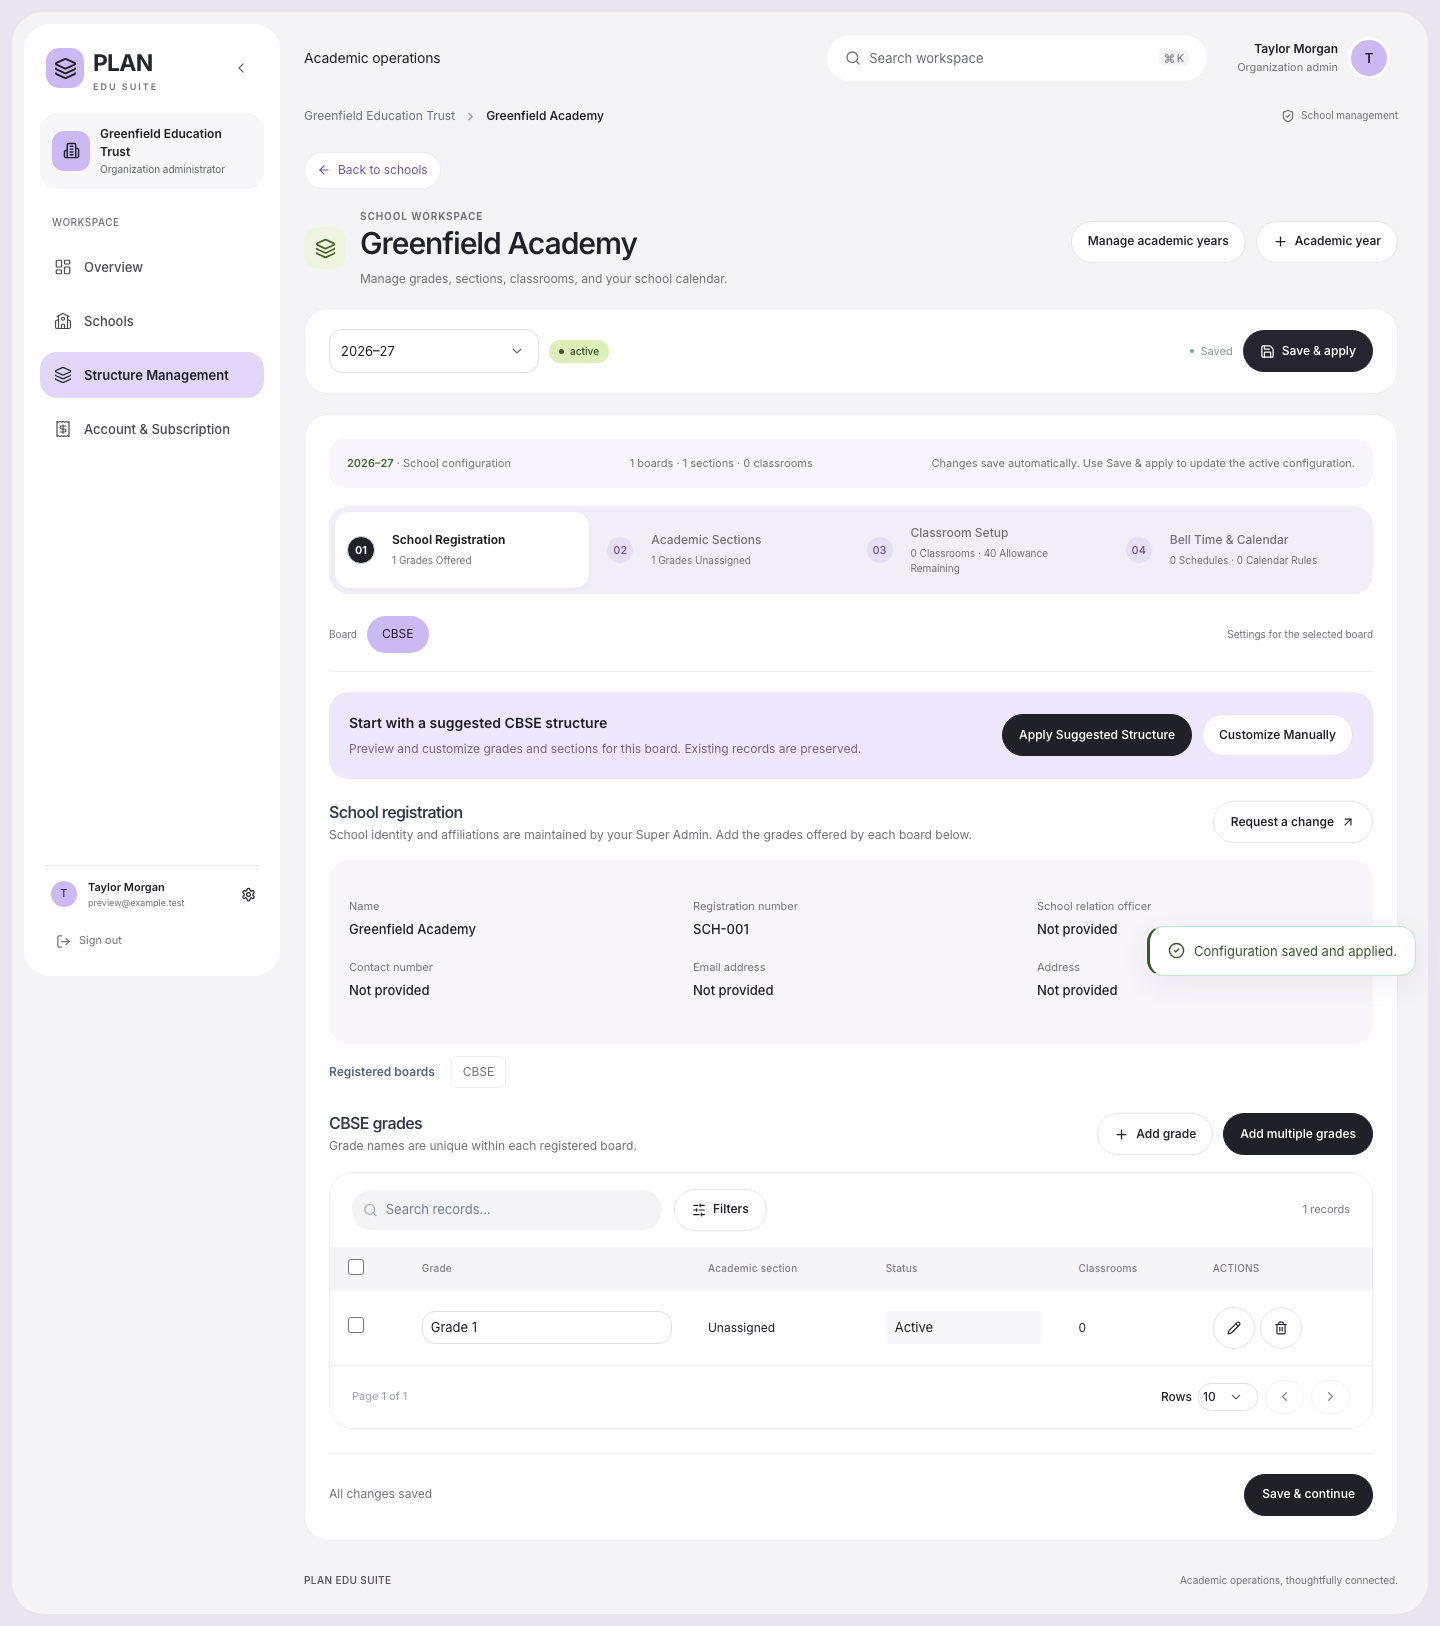 PLAN
EDU SUITE
Greenfield Education
Trust
Organization administrator
WORKSPACE
Overview
Schools
Structure Management
Account & Subscription
T
Taylor Morgan
preview@example.test
Sign out
Academic operations
Search workspace
⌘K
Taylor Morgan
Organization admin
T
Greenfield Education Trust > Greenfield Academy
School management
Back to schools
SCHOOL WORKSPACE
Greenfield Academy
Manage grades, sections, classrooms, and your school calendar.
Manage academic years
Academic year
2026–27
active
Saved
Save & apply
2026–27 · School configuration
1 boards · 1 sections · 0 classrooms
Changes save automatically. Use Save & apply to update the active configuration.
01
School Registration
1 Grades Offered
02
Academic Sections
1 Grades Unassigned
03
Classroom Setup
0 Classrooms · 40 Allowance
Remaining
04
Bell Time & Calendar
0 Schedules · 0 Calendar Rules
Board
CBSE
Settings for the selected board
Start with a suggested CBSE structure
Preview and customize grades and sections for this board. Existing records are preserved.
Apply Suggested Structure
Customize Manually
School registration
School identity and affiliations are maintained by your Super Admin. Add the grades offered by each board below.
Request a change
Name
Greenfield Academy
Registration number
SCH-001
School relation officer
Not provided
Contact number
Not provided
Email address
Not provided
Address
Not provided
Configuration saved and applied.
Registered boards
CBSE
CBSE grades
Grade names are unique within each registered board.
Add grade
Add multiple grades
Search records...
Filters
1 records
Grade
Academic section
Status
Classrooms
ACTIONS
Grade 1
Unassigned
Active
0
Page 1 of 1
Rows
10
All changes saved
Save & continue
PLAN EDU SUITE
Academic operations, thoughtfully connected.